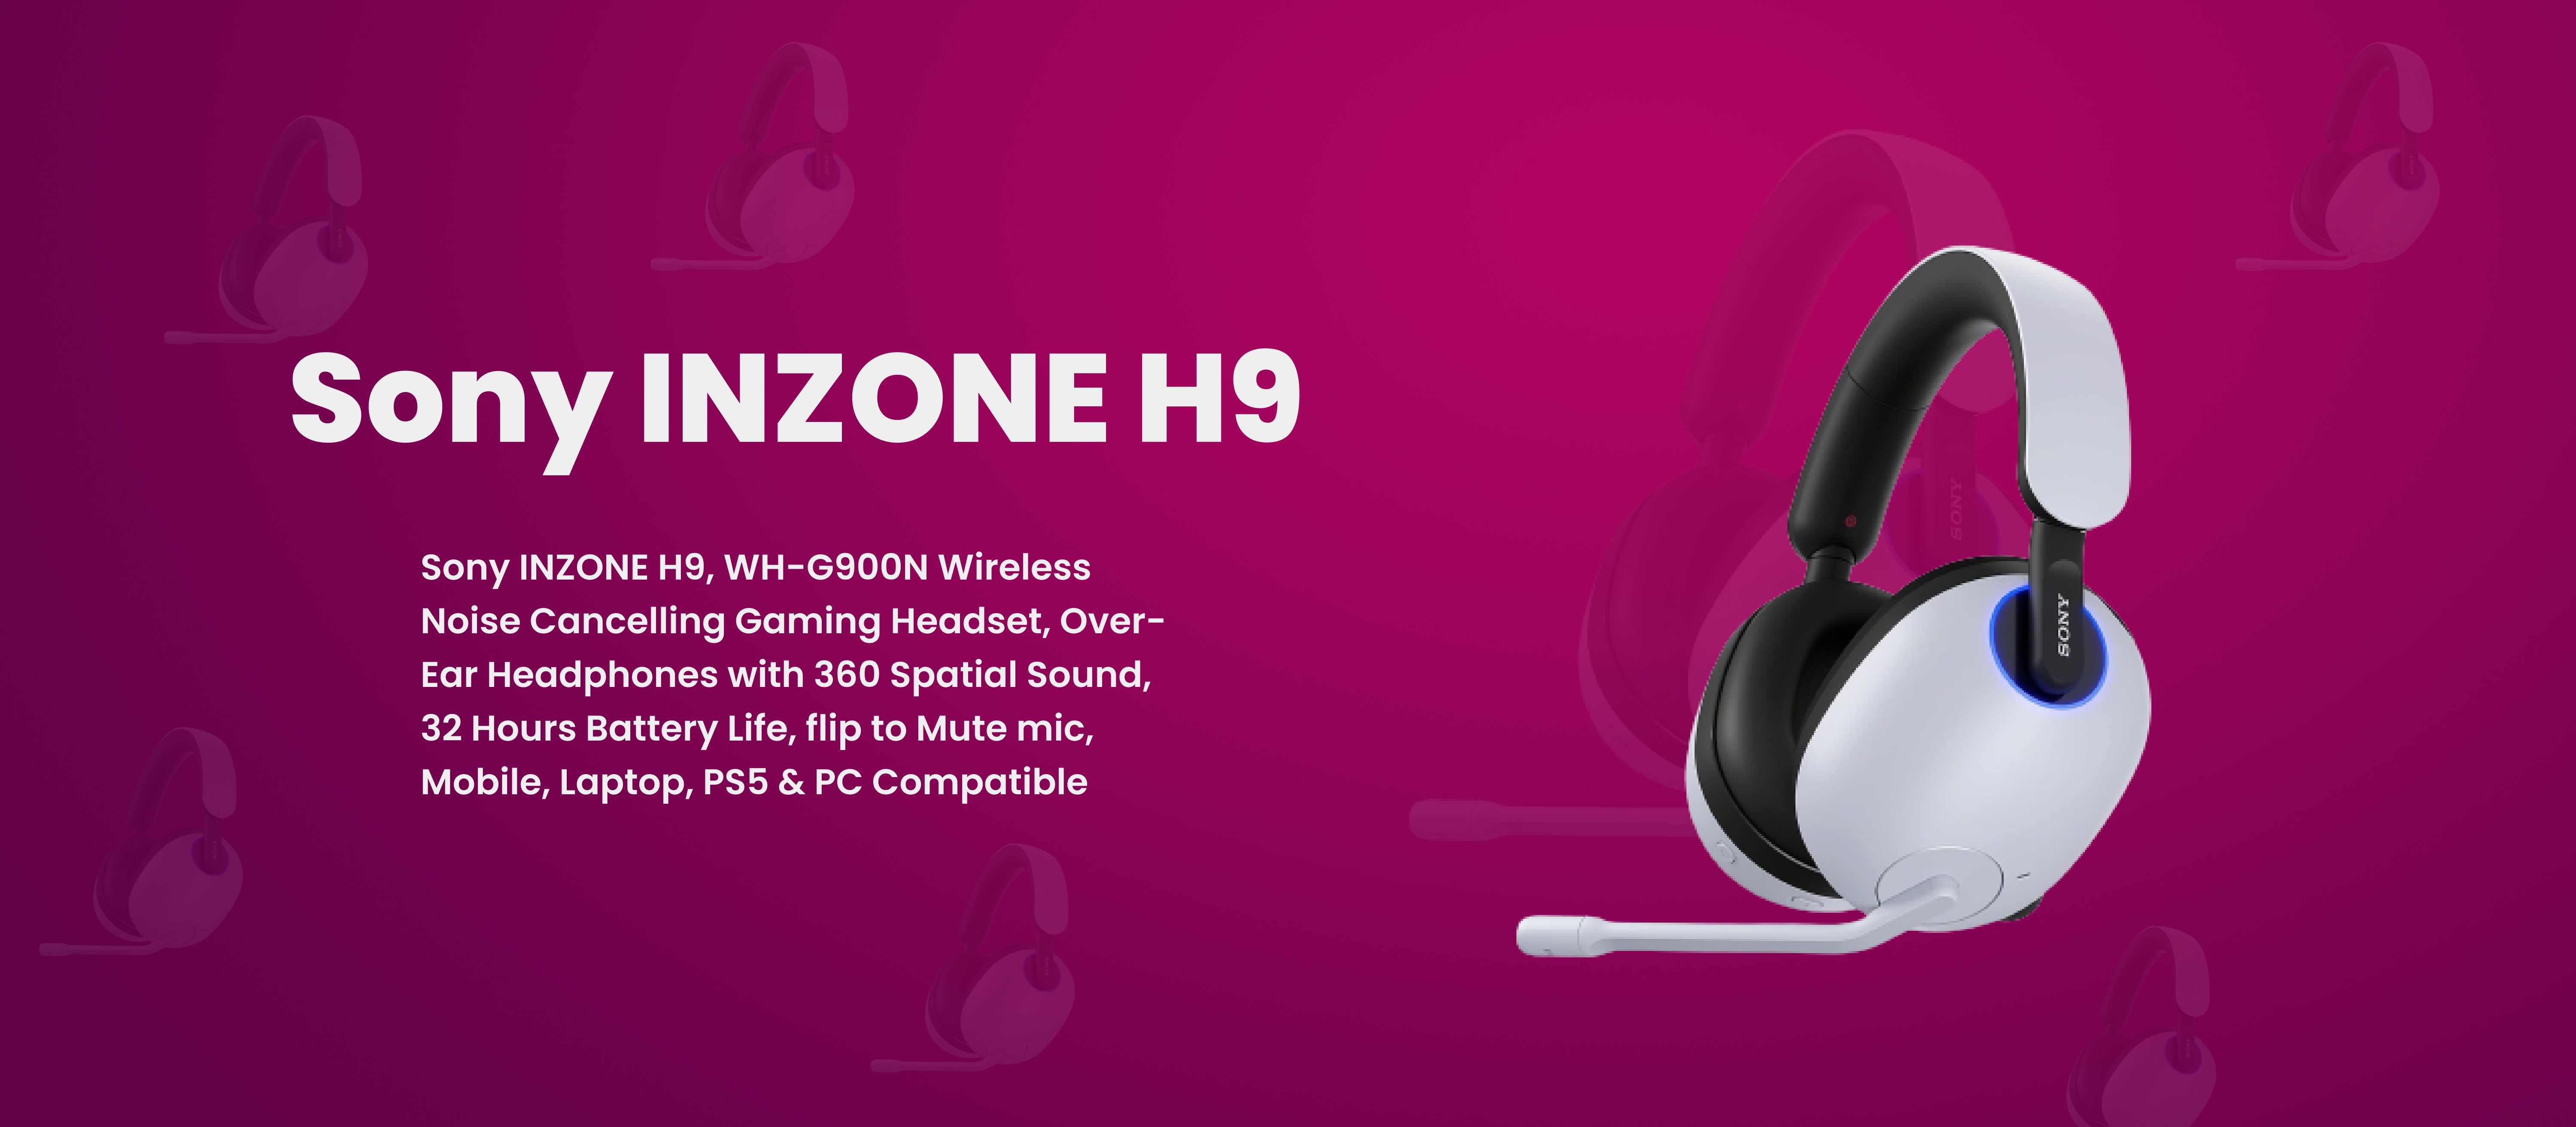 Sony INZONE H9
Sony INZONE H9, WH-G900N Wireless
Noise Cancelling Gaming Headset, Over-
Ear Headphones with 360 Spatial Sound,
32 Hours Battery Life, flip to Mute mic,
Mobile, Laptop, PS5 & PC Compatible
SONY
SONY